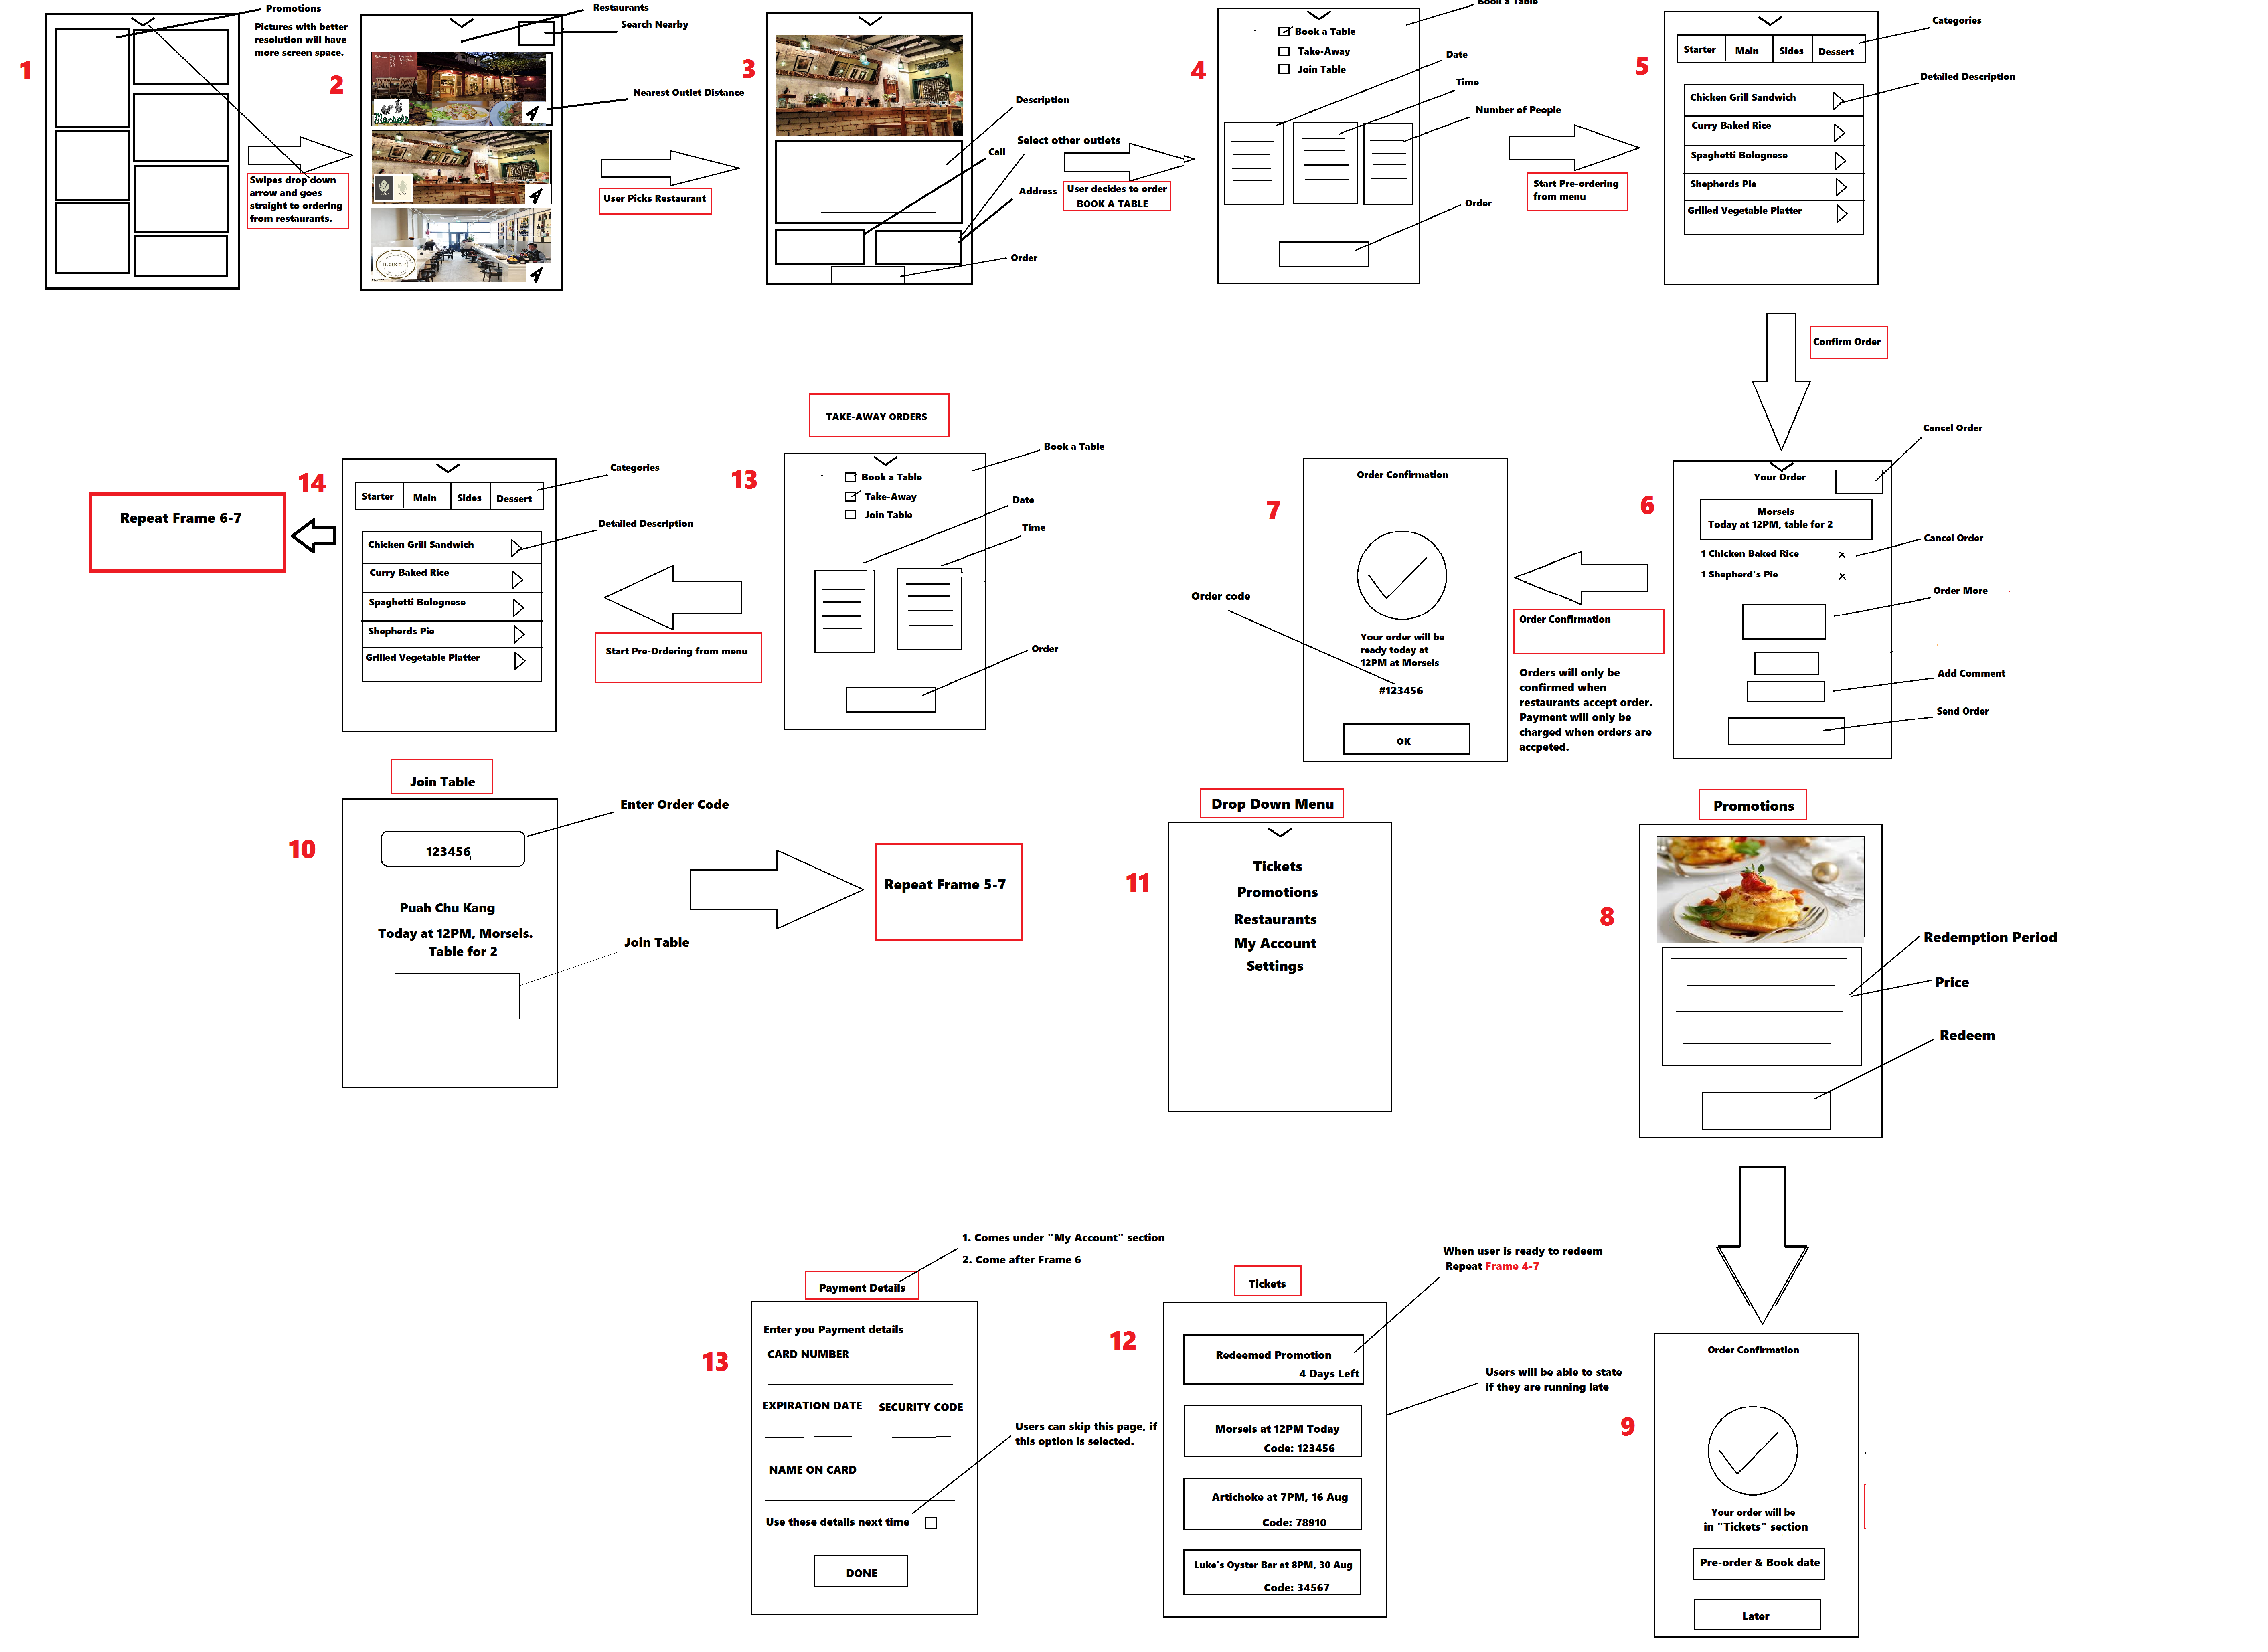 1
Promotions
Pictures with better
resolution will have
more screen space.
Swipes drop down
arrow and goes
straight to ordering
from restaurants.
2
Restaurants
Search Nearby
Nearest Outlet Distance
Morsels
LUKE'S
User Picks Restaurant
3
Description
Call
Select other outlets
Address
Order
User decides to order
BOOK A TABLE
4
Book a Table
Book a Table
Take-Away
Join Table
Date
Time
Number of People
Order
Start Pre-ordering
from menu
5
Categories
Starter
Main
Sides
Dessert
Detailed Description
Chicken Grill Sandwich
Curry Baked Rice
Spaghetti Bolognese
Shepherds Pie
Grilled Vegetable Platter
Confirm Order
Cancel Order
6
Your Order
Morsels
Today at 12PM, table for 2
1 Chicken Baked Rice x
1 Shepherd's Pie x
Cancel Order
Order More
Add Comment
Send Order
Order Confirmation
Orders will only be
confirmed when
restaurants accept order.
Payment will only be
charged when orders are
accpeted.
7
Order Confirmation
Your order will be
ready today at
12PM at Morsels
#123456
OK
Order code
TAKE-AWAY ORDERS
13
Book a Table
Book a Table
Take-Away
Join Table
Date
Time
Order
Start Pre-Ordering from menu
14
Categories
Starter
Main
Sides
Dessert
Detailed Description
Chicken Grill Sandwich
Curry Baked Rice
Spaghetti Bolognese
Shepherds Pie
Grilled Vegetable Platter
Repeat Frame 6-7
Join Table
10
Enter Order Code
123456
Puah Chu Kang
Today at 12PM, Morsels.
Table for 2
Join Table
Repeat Frame 5-7
Drop Down Menu
11
Tickets
Promotions
Restaurants
My Account
Settings
Promotions
8
Redemption Period
Price
Redeem
1. Comes under "My Account" section
2. Come after Frame 6
Payment Details
13
Enter you Payment details
CARD NUMBER
EXPIRATION DATE
SECURITY CODE
NAME ON CARD
Use these details next time
DONE
Users can skip this page, if
this option is selected.
Tickets
12
When user is ready to redeem
Repeat Frame 4-7
Redeemed Promotion
4 Days Left
Morsels at 12PM Today
Code: 123456
Artichoke at 7PM, 16 Aug
Code: 78910
Luke's Oyster Bar at 8PM, 30 Aug
Code: 34567
Users will be able to state
if they are running late
9
Order Confirmation
Your order will be
in "Tickets" section
Pre-order & Book date
Later